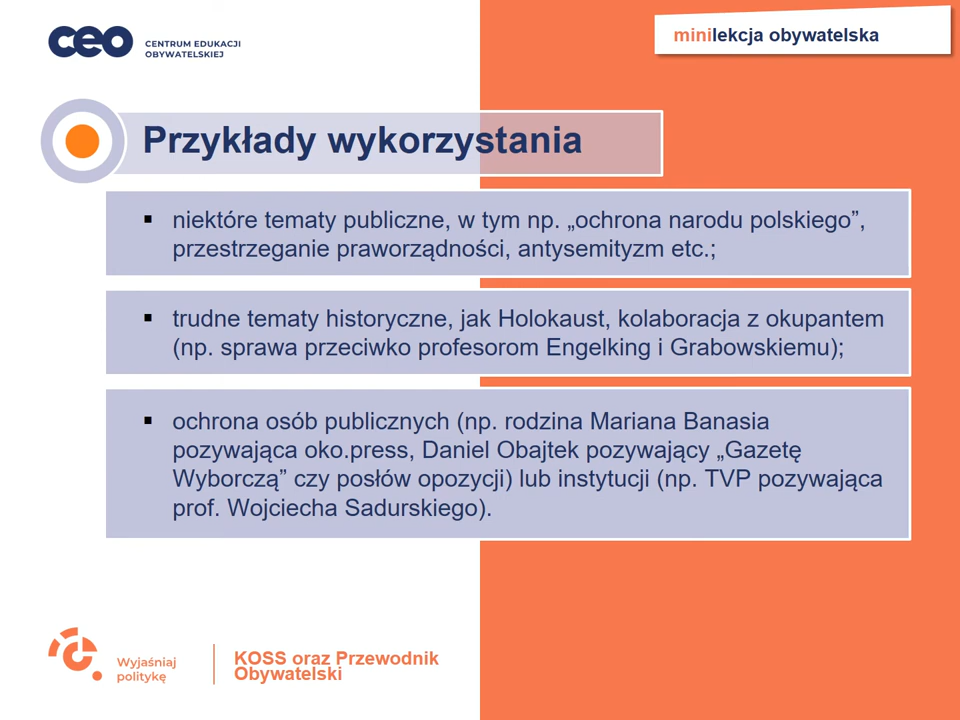 ceo CENTRUM EDUKACJI
OBYWATELSKIEJ
minilekcja obywatelska
Przykłady wykorzystania
▪ niektóre tematy publiczne, w tym np. „ochrona narodu polskiego”,
przestrzeganie praworządności, antysemityzm etc.;
▪ trudne tematy historyczne, jak Holokaust, kolaboracja z okupantem
(np. sprawa przeciwko profesorom Engelking i Grabowskiemu);
▪ ochrona osób publicznych (np. rodzina Mariana Banasia
pozywająca oko.press, Daniel Obajtek pozywający „Gazetę
Wyborczą” czy posłów opozycji) lub instytucji (np. TVP pozywająca
prof. Wojciecha Sadurskiego).
Wyjaśniaj
politykę
KOSS oraz Przewodnik
Obywatelski